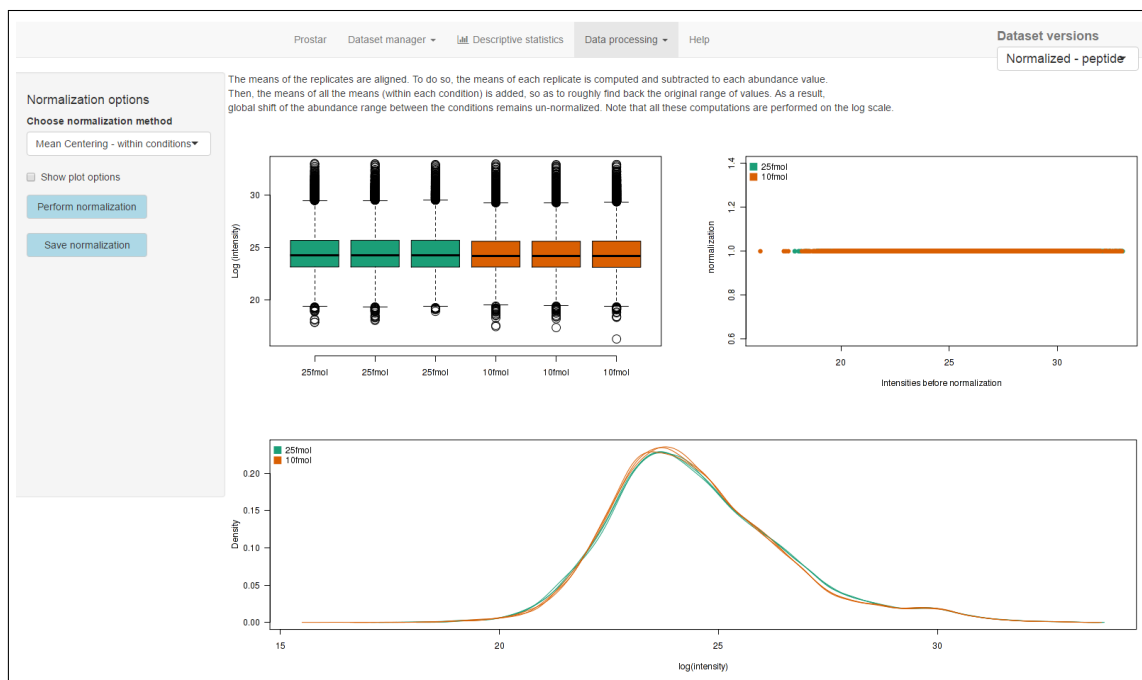 Prostar Dataset manager Descriptive statistics Data processing Help
Dataset versions
Normalized - peptide
Normalization options
Choose normalization method
Mean Centering - within conditions
Show plot options
Perform normalization
Save normalization
The means of the replicates are aligned. To do so, the means of each replicate is computed and subtracted to each abundance value.
Then, the means of all the means (within each condition) is added, so as to roughly find back the original range of values. As a result,
global shift of the abundance range between the conditions remains un-normalized. Note that all these computations are performed on the log scale.
Log (intensity)
30
25
20
25fmol 25fmol 25fmol 10fmol 10fmol 10fmol
25fmol
10fmol
normalization
1.4
1.2
1.0
0.8
0.6
20 25 30
Intensities before normalization
25fmol
10fmol
Density
0.20
0.15
0.10
0.05
0.00
15 20 25 30
log(intensity)